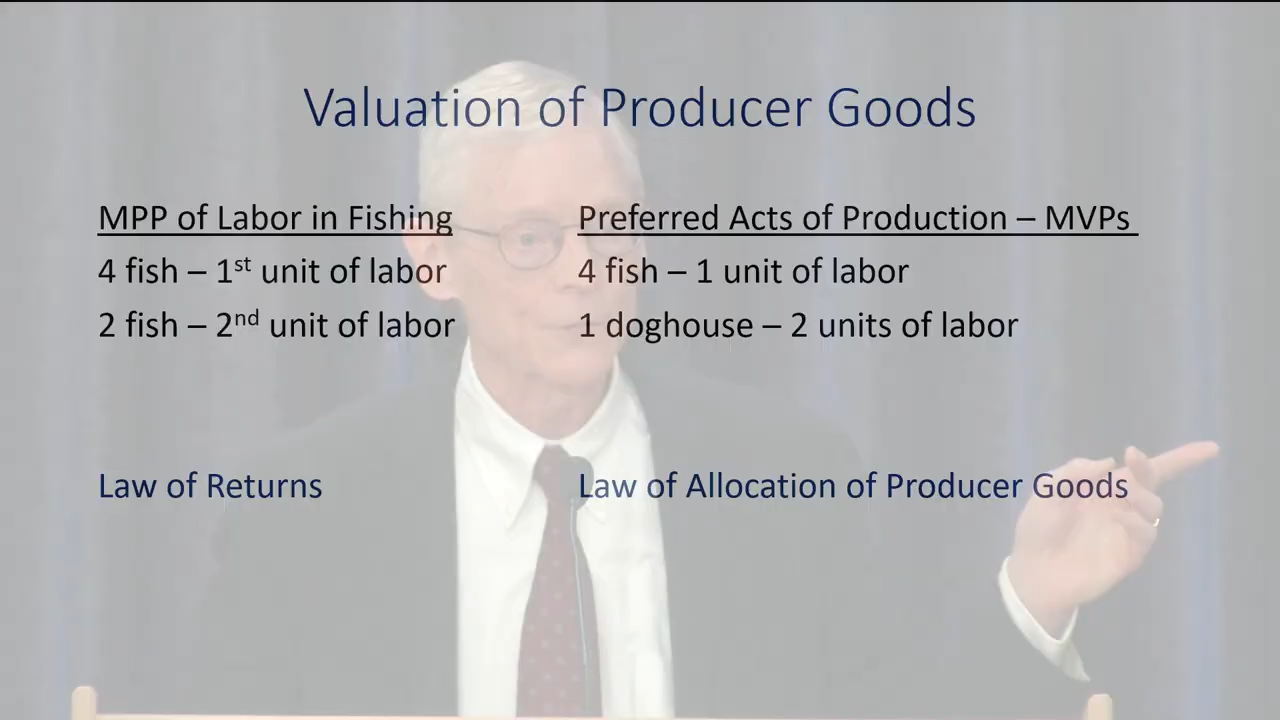 Valuation of Producer Goods
MPP of Labor in Fishing
4 fish – 1st unit of labor
2 fish – 2nd unit of labor
Preferred Acts of Production – MVPs
4 fish – 1 unit of labor
1 doghouse – 2 units of labor
Law of Returns
Law of Allocation of Producer Goods